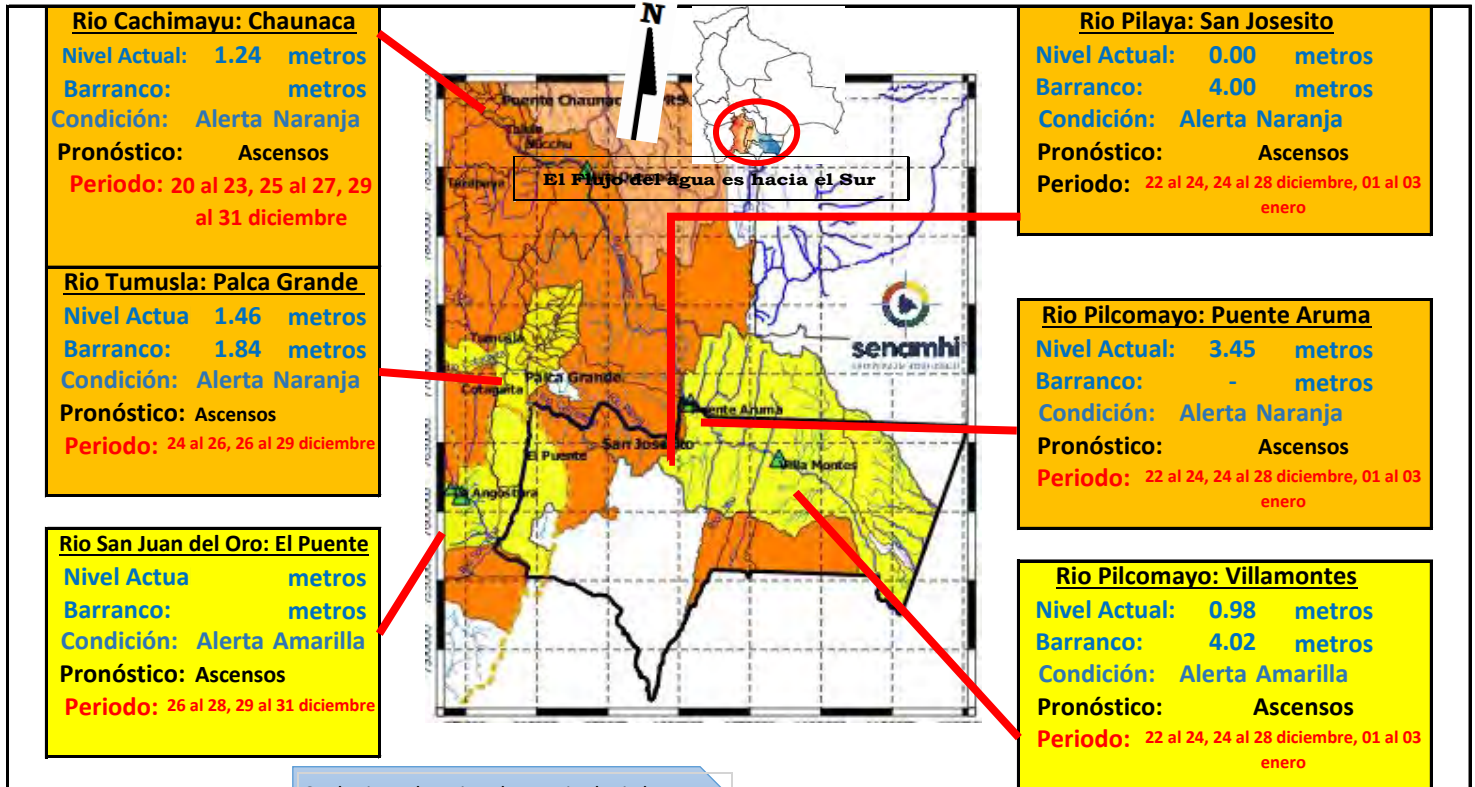 Rio Cachimayu: Chaunaca
Nivel Actual: 1.24 metros
Barranco: metros
Condición: Alerta Naranja
Pronóstico: Ascensos
Periodo: 20 al 23, 25 al 27, 29
al 31 diciembre
Rio Tumusla: Palca Grande
Nivel Actua 1.46 metros
Barranco: 1.84 metros
Condición: Alerta Naranja
Pronóstico: Ascensos
Periodo: 24 al 26, 26 al 29 diciembre
Rio San Juan del Oro: El Puente
Nivel Actua metros
Barranco: metros
Condición: Alerta Amarilla
Pronóstico: Ascensos
Periodo: 26 al 28, 29 al 31 diciembre
N
Puente Chaunac
El Flujo del agua es hacia el Sur
Tumusla
Palca Grande
Cotagaita
Puente Aruma
San Josesito
El Puente
Villa Montes
Angostura
senamhi
Rio Pilaya: San Josesito
Nivel Actual: 0.00 metros
Barranco: 4.00 metros
Condición: Alerta Naranja
Pronóstico: Ascensos
Periodo: 22 al 24, 24 al 28 diciembre, 01 al 03
enero
Rio Pilcomayo: Puente Aruma
Nivel Actual: 3.45 metros
Barranco: - metros
Condición: Alerta Naranja
Pronóstico: Ascensos
Periodo: 22 al 24, 24 al 28 diciembre, 01 al 03
enero
Rio Pilcomayo: Villamontes
Nivel Actual: 0.98 metros
Barranco: 4.02 metros
Condición: Alerta Amarilla
Pronóstico: Ascensos
Periodo: 22 al 24, 24 al 28 diciembre, 01 al 03
enero